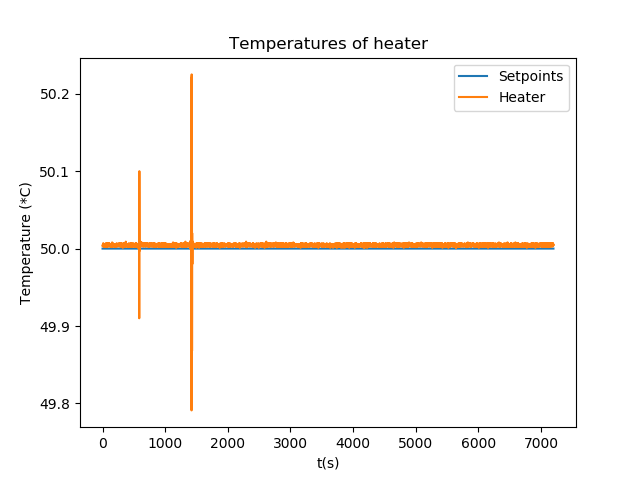 Temperatures of heater
Setpoints
Heater
50.2
50.1
50.0
49.9
49.8
Temperature (*C)
0 1000 2000 3000 4000 5000 6000 7000
t(s)